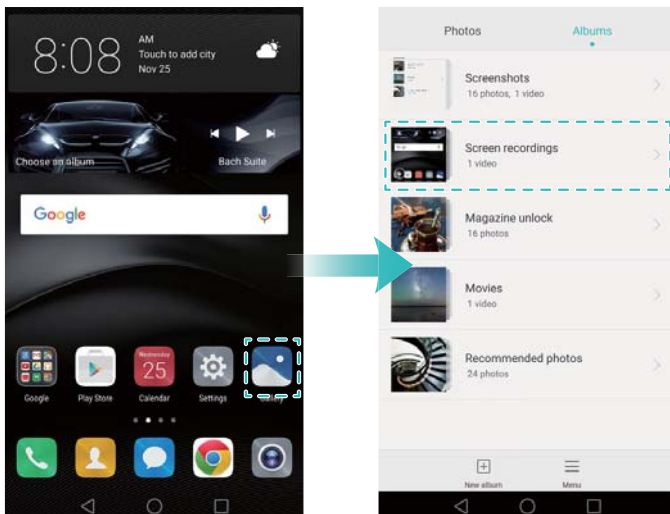 8:08
AM
Touch to add city
Nov 25
Choose an album
Bach Suite
Google
Wednesday
25
Google
Play Store
Calendar
Settings
Gallery
Photos
Albums
Screenshots
16 photos, 1 video
Screen recordings
1 video
Magazine unlock
16 photos
Movies
1 video
Recommended photos
24 photos
New album
Menu